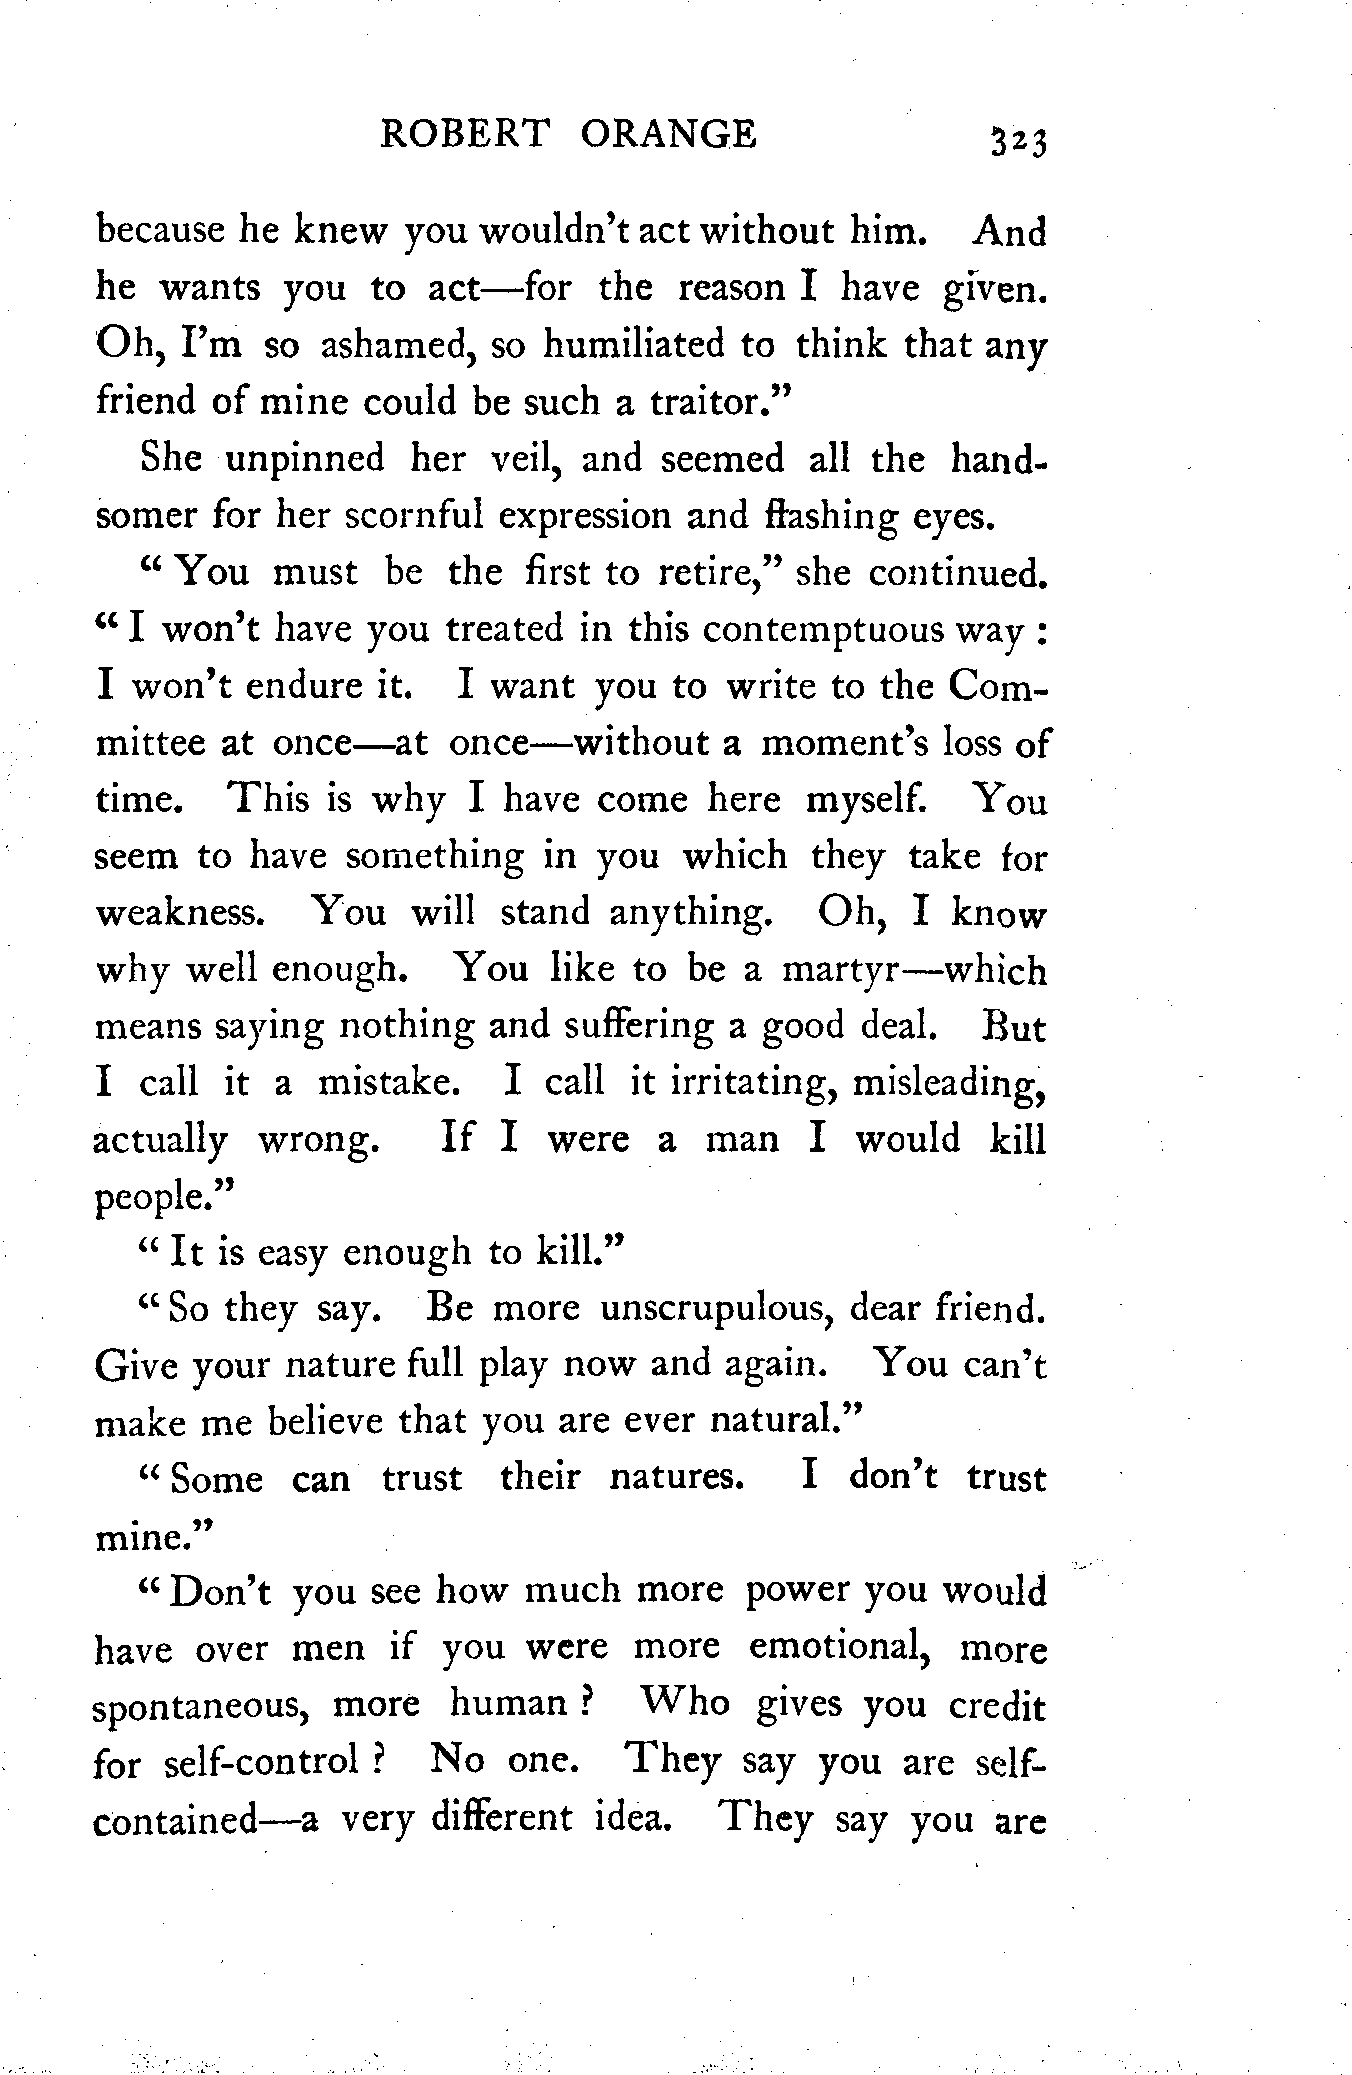 ROBERT ORANGE 323
because he knew you wouldn't act without him. And
he wants you to act—for the reason I have given.
Oh, I'm so ashamed, so humiliated to think that any
friend of mine could be such a traitor."
She unpinned her veil, and seemed all the hand-
somer for her scornful expression and flashing eyes.
" You must be the first to retire," she continued.
" I won't have you treated in this contemptuous way :
I won't endure it. I want you to write to the Com-
mittee at once—at once—without a moment's loss of
time. This is why I have come here myself. You
seem to have something in you which they take for
weakness. You will stand anything. Oh, I know
why well enough. You like to be a martyr—which
means saying nothing and suffering a good deal. But
I call it a mistake. I call it irritating, misleading,
actually wrong. If I were a man I would kill
people."
" It is easy enough to kill."
" So they say. Be more unscrupulous, dear friend.
Give your nature full play now and again. You can't
make me believe that you are ever natural."
" Some can trust their natures. I don't trust
mine."
" Don't you see how much more power you would
have over men if you were more emotional, more
spontaneous, more human ? Who gives you credit
for self-control ? No one. They say you are self-
contained—a very different idea. They say you are